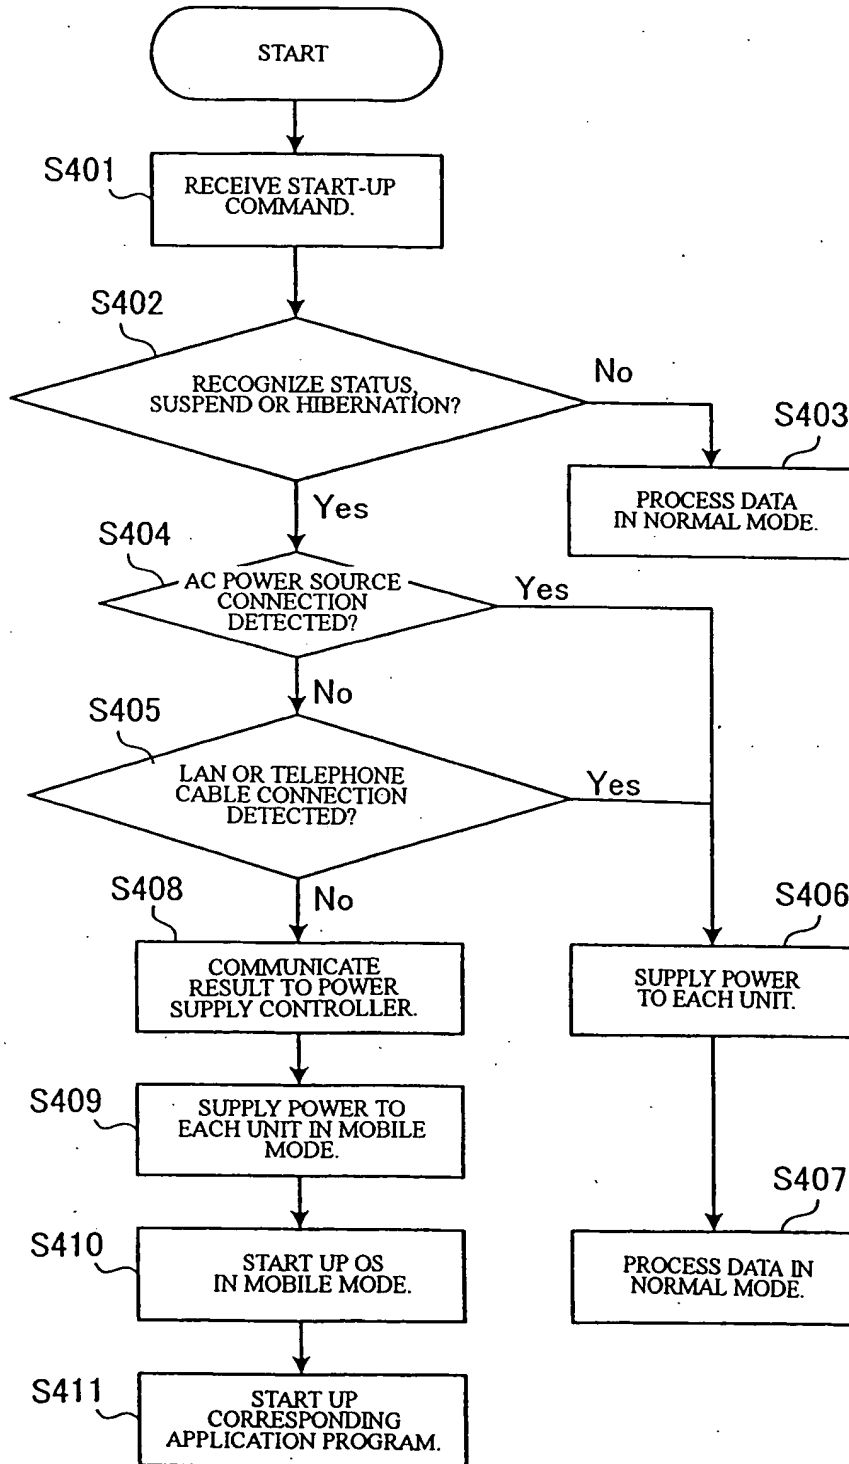 START
S401
RECEIVE START-UP
COMMAND.
S402
RECOGNIZE STATUS,
SUSPEND OR HIBERNATION?
No
S403
PROCESS DATA
IN NORMAL MODE.
Yes
S404
AC POWER SOURCE
CONNECTION
DETECTED?
Yes
No
S405
LAN OR TELEPHONE
CABLE CONNECTION
DETECTED?
Yes
No
S408
COMMUNICATE
RESULT TO POWER
SUPPLY CONTROLLER.
S406
SUPPLY POWER
TO EACH UNIT.
S409
SUPPLY POWER TO
EACH UNIT IN MOBILE
MODE.
S407
PROCESS DATA IN
NORMAL MODE.
S410
START UP OS
IN MOBILE MODE.
S411
START UP
CORRESPONDING
APPLICATION PROGRAM.